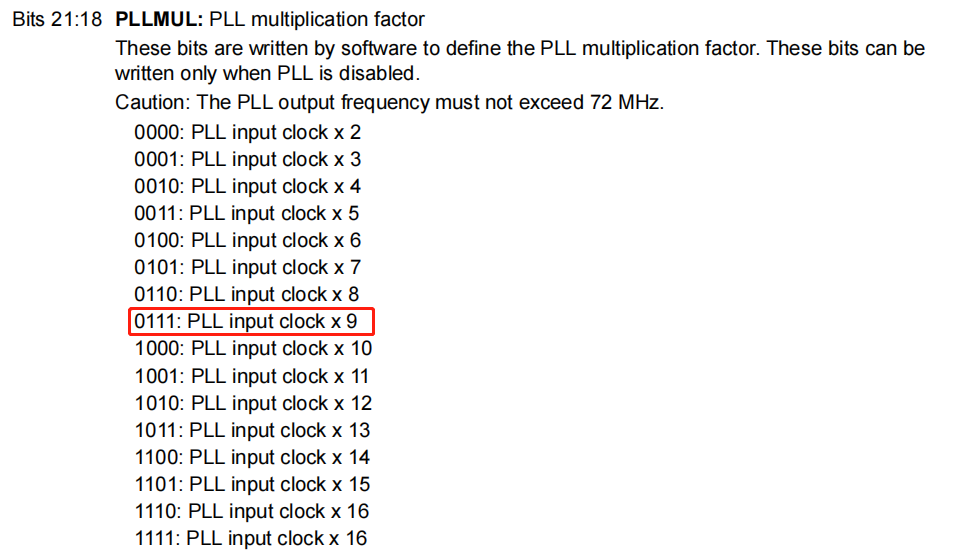 Bits 21:18 PLLMUL: PLL multiplication factor
These bits are written by software to define the PLL multiplication factor. These bits can be
written only when PLL is disabled.
Caution: The PLL output frequency must not exceed 72 MHz.
0000: PLL input clock x 2
0001: PLL input clock x 3
0010: PLL input clock x 4
0011: PLL input clock x 5
0100: PLL input clock x 6
0101: PLL input clock x 7
0110: PLL input clock x 8
0111: PLL input clock x 9
1000: PLL input clock x 10
1001: PLL input clock x 11
1010: PLL input clock x 12
1011: PLL input clock x 13
1100: PLL input clock x 14
1101: PLL input clock x 15
1110: PLL input clock x 16
1111: PLL input clock x 16